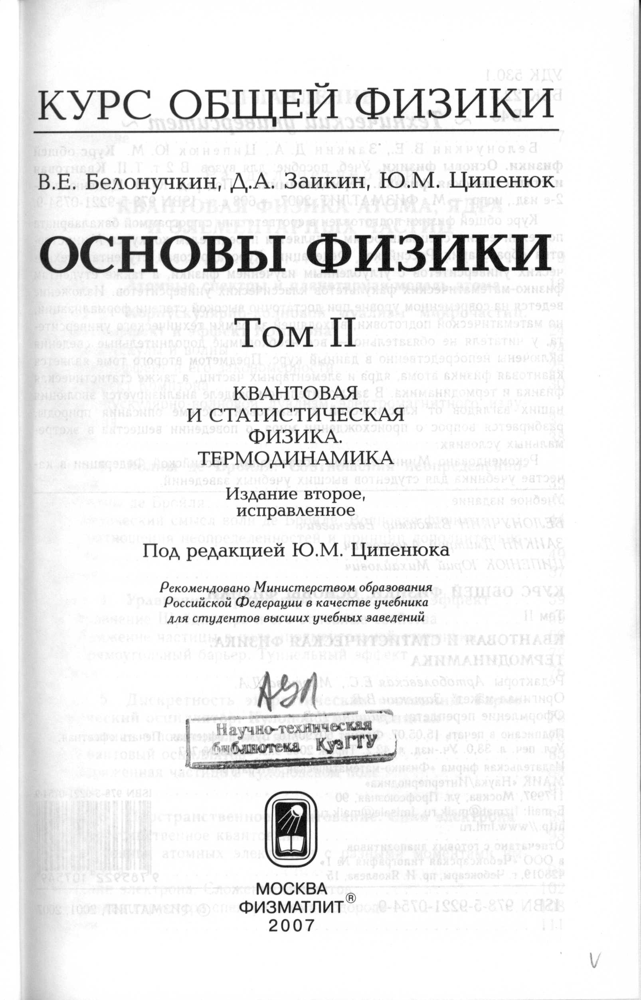 КУРС ОБЩЕЙ ФИЗИКИ
В.Е. Белонучкин, Д.А. Заикин, Ю.М. Ципенюк
ОСНОВЫ ФИЗИКИ
Том II
КВАНТОВАЯ
И СТАТИСТИЧЕСКАЯ
ФИЗИКА.
ТЕРМОДИНАМИКА
Издание второе,
исправленное
Под редакцией Ю.М. Ципенюка
Рекомендовано Министерством образования
Российской Федерации в качестве учебника
для студентов высших учебных заведений
Научно-техническая
библиотека КузГТУ
МОСКВА
ФИЗМАТЛИТ®
2007